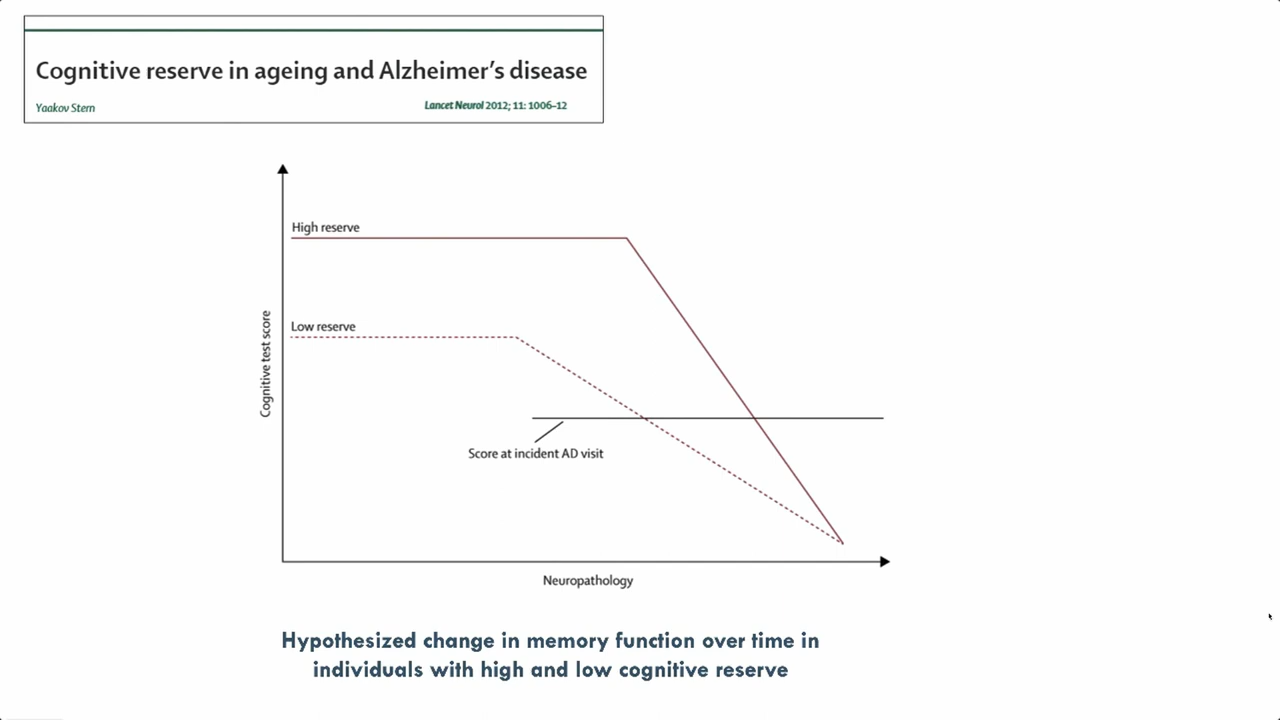 Cognitive reserve in ageing and Alzheimer's disease
Yaakov Stern
Lancet Neurol 2012; 11: 1006–12
High reserve
Low reserve
Cognitive test score
Score at incident AD visit
Neuropathology
Hypothesized change in memory function over time in
individuals with high and low cognitive reserve